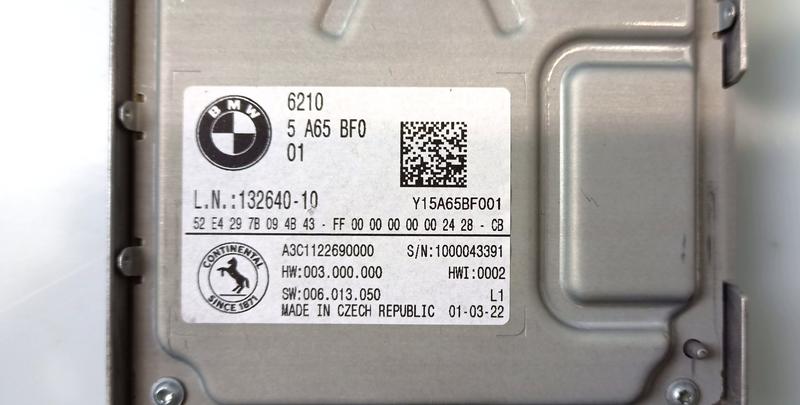 BMW
6210
5 A65 BF0
01
L.N.:132640-10
Y15A65BF001
52 E4 29 7B 09 4B 43 - FF 00 00 00 00 24 28 - CB
CONTINENTAL
SINCE 1871
A3C1122690000 S/N:1000043391
HW:003.000.000 HWI:0002
SW:006.013.050 L1
MADE IN CZECH REPUBLIC 01-03-22